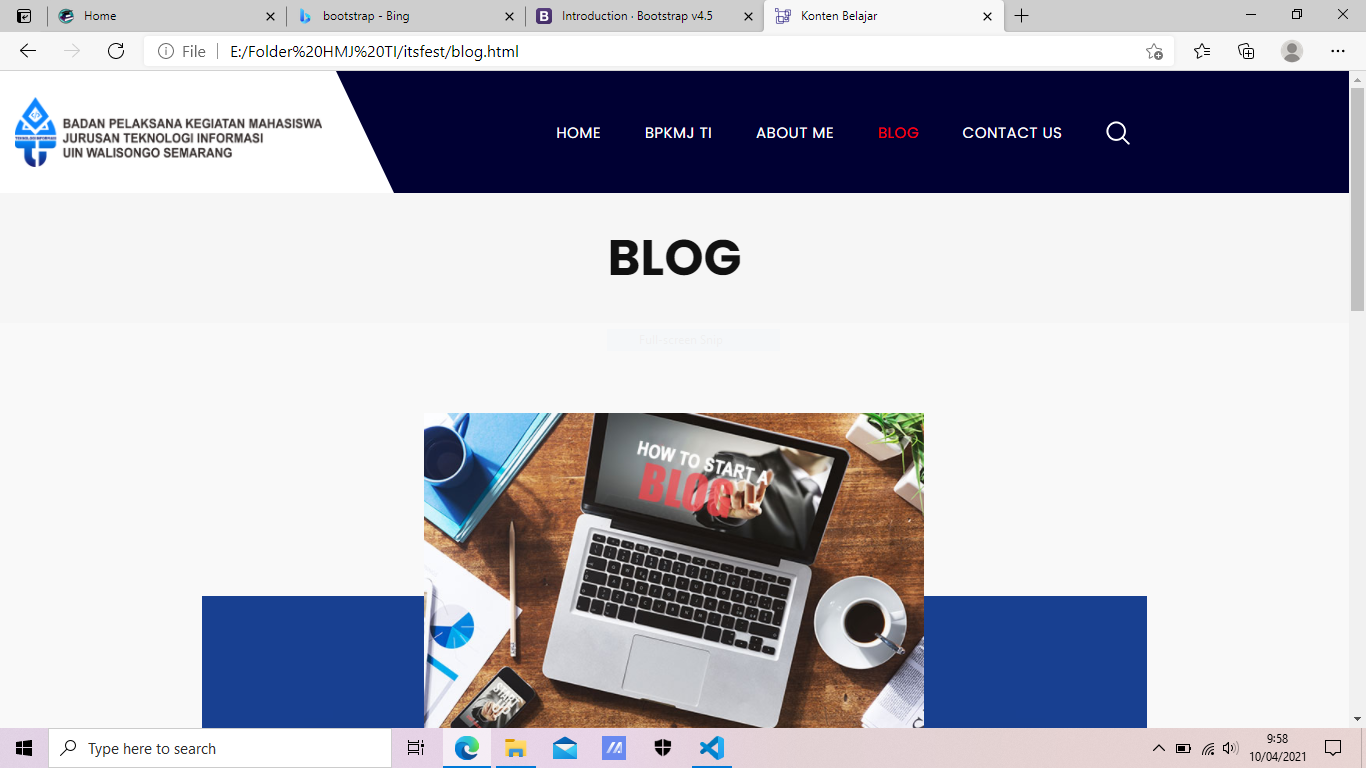 Home
bootstrap - Bing
Introduction · Bootstrap v4.5
Konten Belajar
File
E:/Folder%20HMJ%20TI/itsfest/blog.html
BADAN PELAKSANA KEGIATAN MAHASISWA
JURUSAN TEKNOLOGI INFORMASI
UIN WALISONGO SEMARANG
HOME
BPKMJ TI
ABOUT ME
BLOG
CONTACT US
BLOG
Full-screen Snip
HOW TO START A
BLOG
Type here to search
9:58
10/04/2021